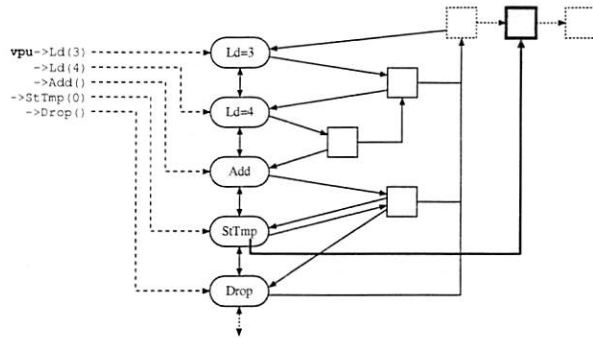 vpu->Ld(3)
->Ld(4)
->Add()
->StTmp(0)
->Drop()
Ld=3
Ld=4
Add
StTmp
Drop